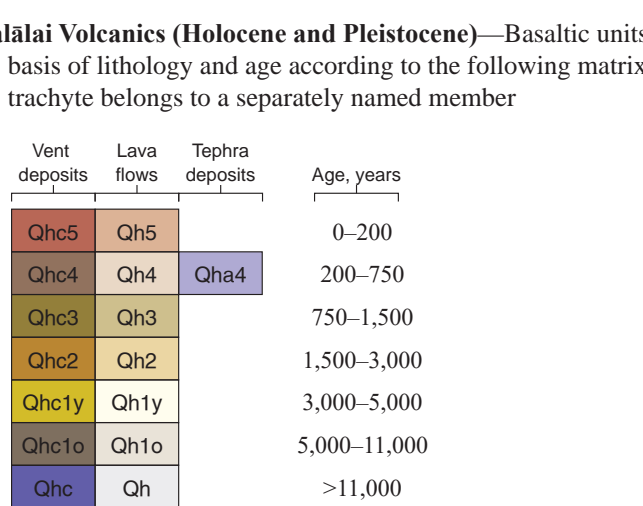 alālai Volcanics (Holocene and Pleistocene)—Basaltic units
basis of lithology and age according to the following matrix
trachyte belongs to a separately named member
Vent deposits Lava flows Tephra deposits Age, years
Qhc5 Qh5 0–200
Qhc4 Qh4 Qha4 200–750
Qhc3 Qh3 750–1,500
Qhc2 Qh2 1,500–3,000
Qhc1y Qh1y 3,000–5,000
Qhc1o Qh1o 5,000–11,000
Qhc Qh >11,000